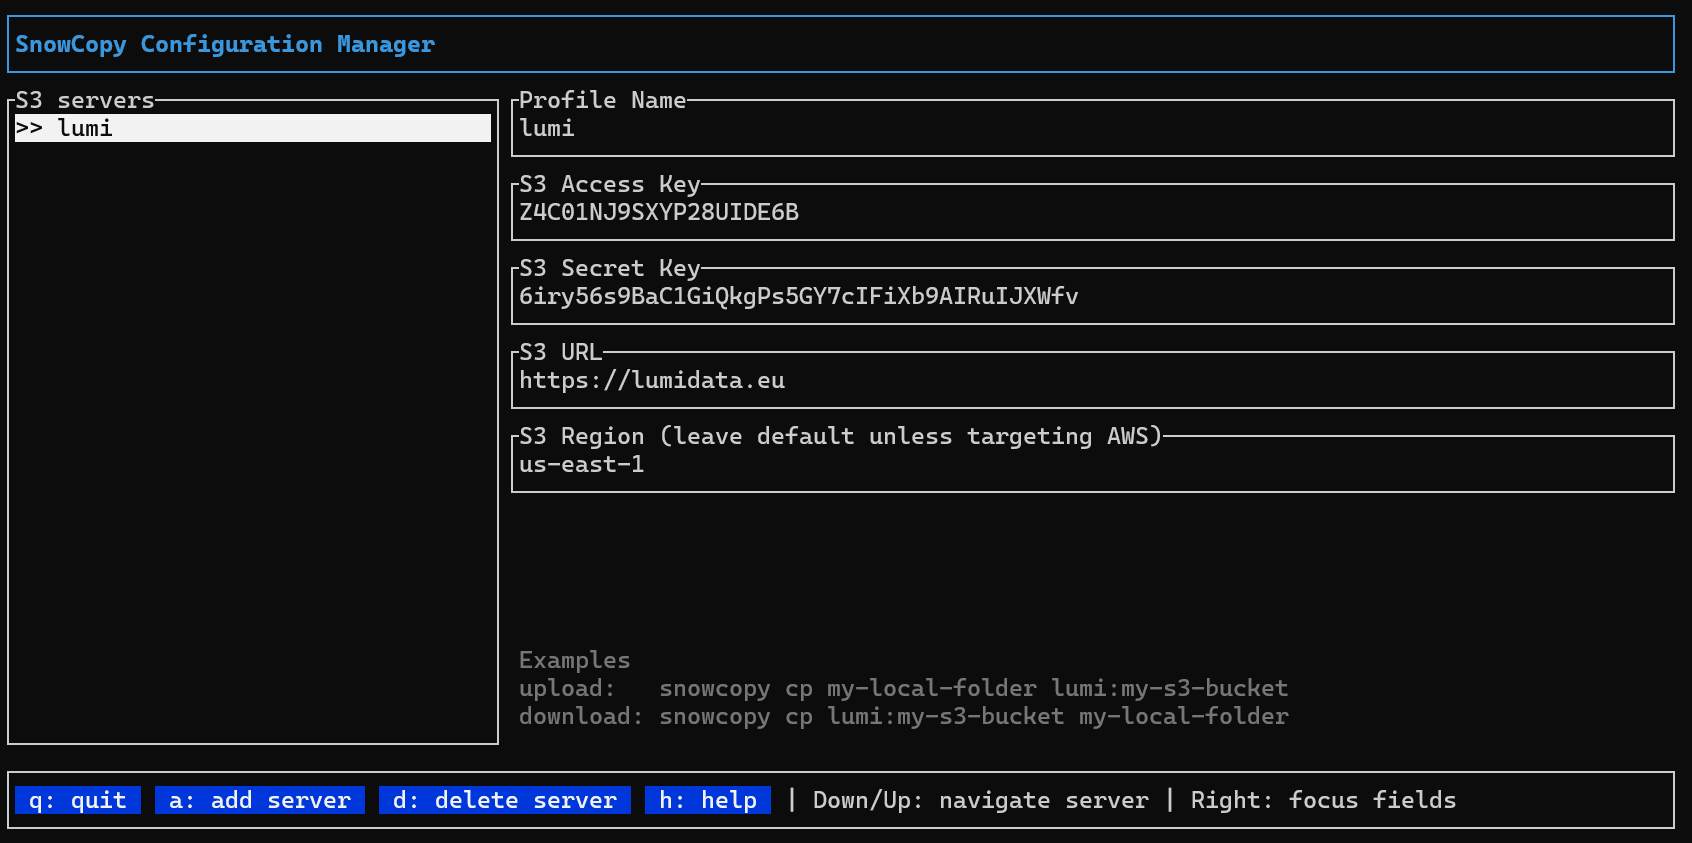 SnowCopy Configuration Manager
S3 servers
>> lumi
Profile Name
lumi
S3 Access Key
Z4C01NJ9SXYP28UIDE6B
S3 Secret Key
6iry56s9BaC1GiQkgPs5GY7cIFiXb9AIRuIJXWfv
S3 URL
https://lumidata.eu
S3 Region (leave default unless targeting AWS)
us-east-1
Examples
upload:   snowcopy cp my-local-folder lumi:my-s3-bucket
download: snowcopy cp lumi:my-s3-bucket my-local-folder
q: quit  a: add server  d: delete server  h: help | Down/Up: navigate server | Right: focus fields